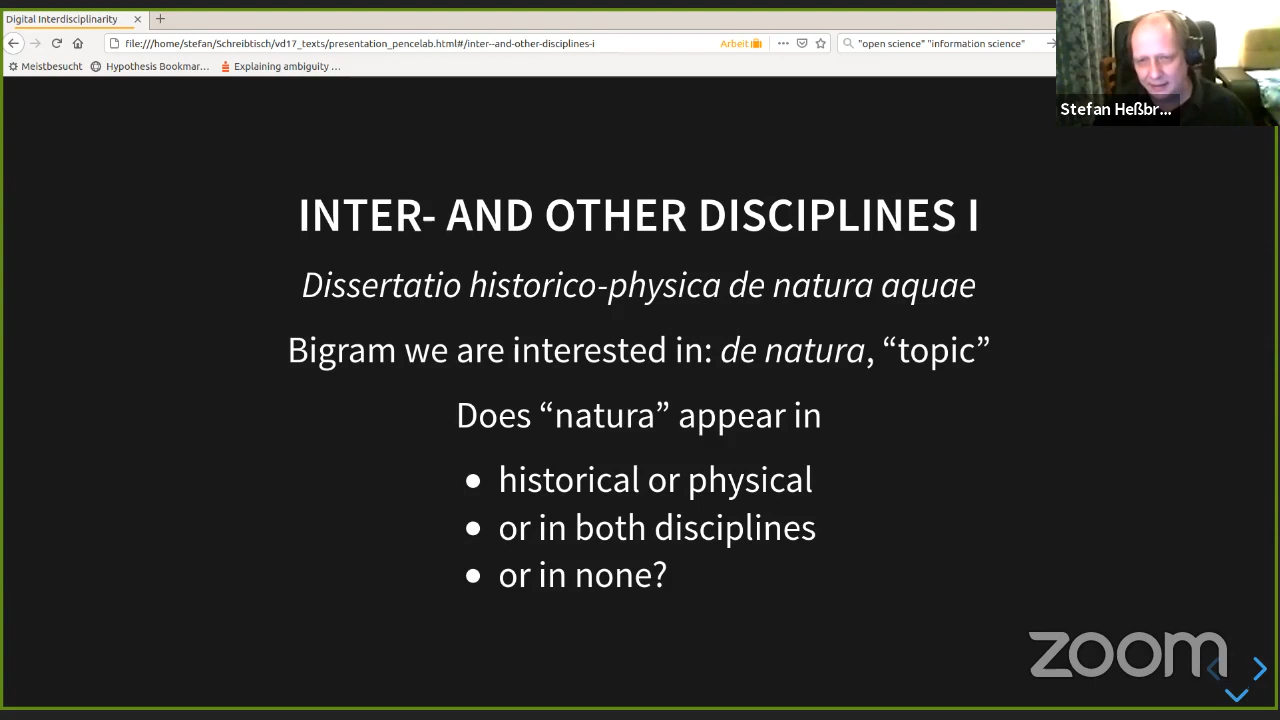 Digital Interdisciplinarity
file:///home/stefan/Schreibtisch/vd17_texts/presentation_pencelab.html#/inter--and-other-disciplines-i
Arbeit
"open science" "information science"
Meistbesucht
Hypothesis Bookmar...
Explaining ambiguity ...
Stefan Heßbr...
INTER- AND OTHER DISCIPLINES I
Dissertatio historico-physica de natura aquae
Bigram we are interested in: de natura, “topic”
Does “natura” appear in
• historical or physical
• or in both disciplines
• or in none?
zoom